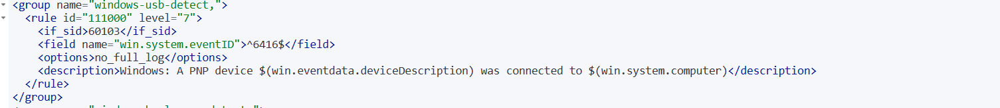 <group name="windows-usb-detect,">
<rule id="111000" level="7">
<if_sid>60103</if_sid>
<field name="win.system.eventID">^6416$</field>
<options>no_full_log</options>
<description>Windows: A PNP device $(win.eventdata.deviceDescription) was connected to $(win.system.computer)</description>
</rule>
</group>